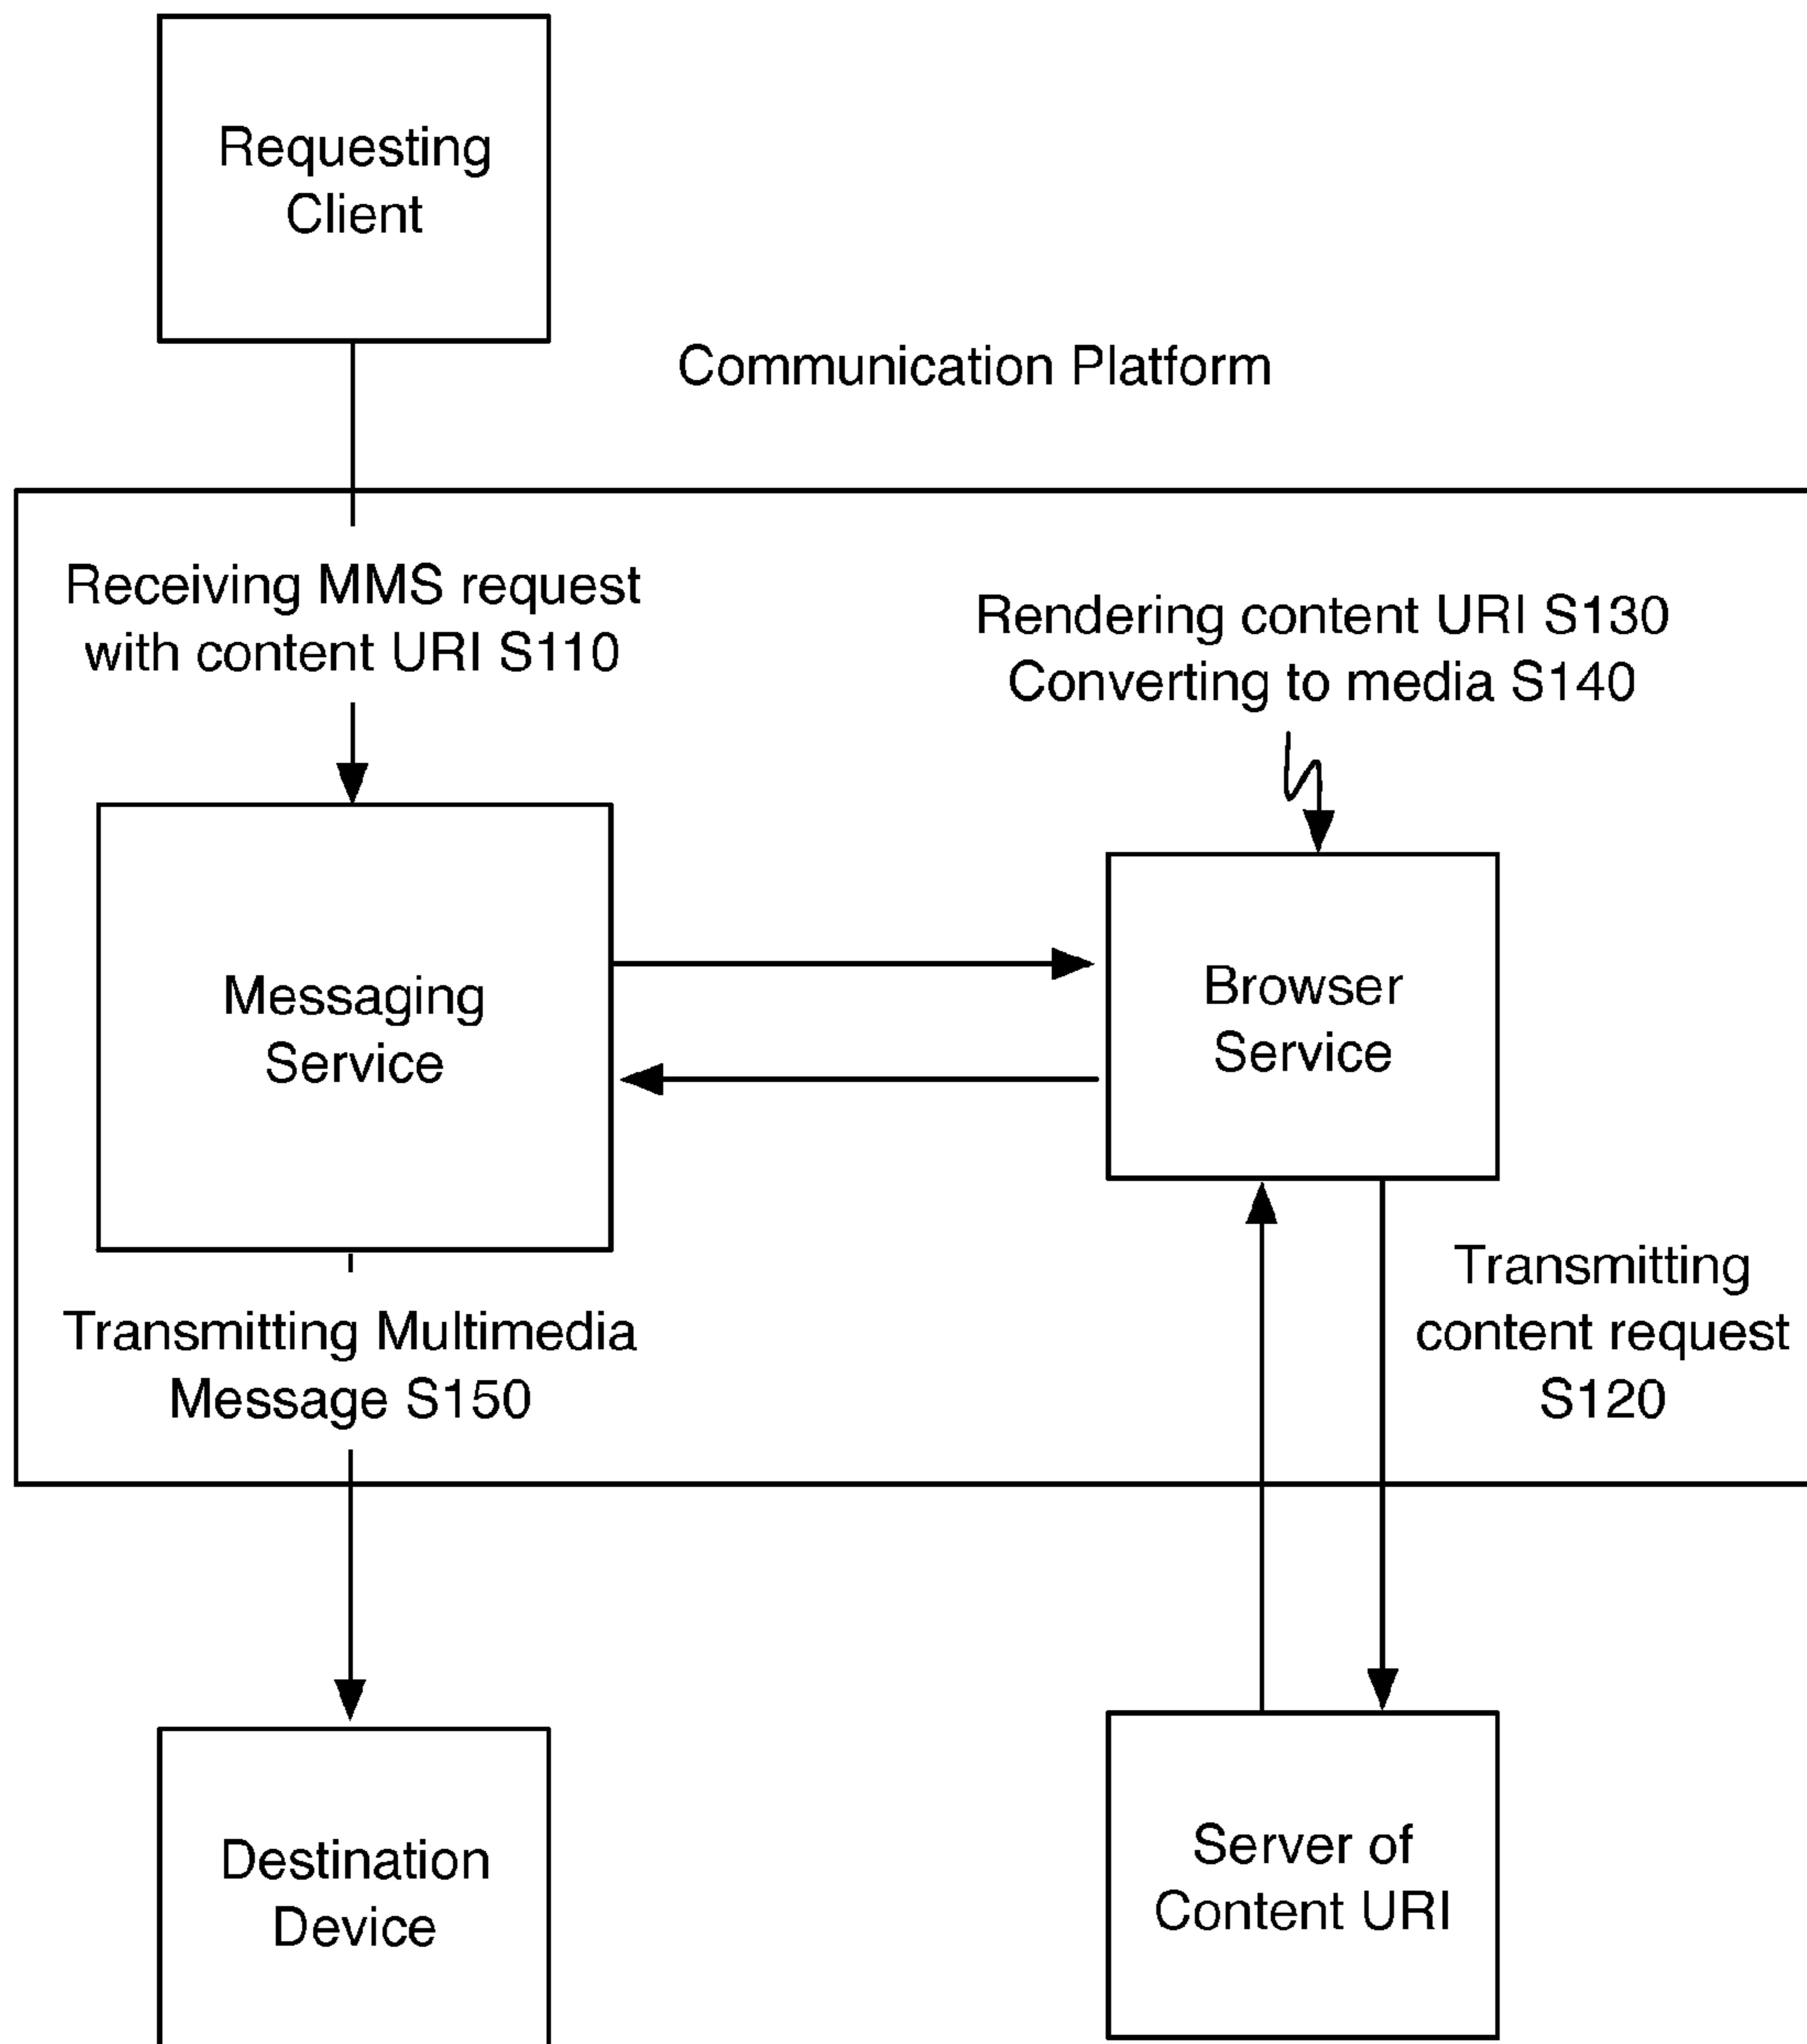 Requesting
Client
Communication Platform
Receiving MMS request
with content URI S110
Rendering content URI S130
Converting to media S140
Messaging
Service
Browser
Service
Transmitting
content request
S120
Transmitting Multimedia
Message S150
Destination
Device
Server of
Content URI